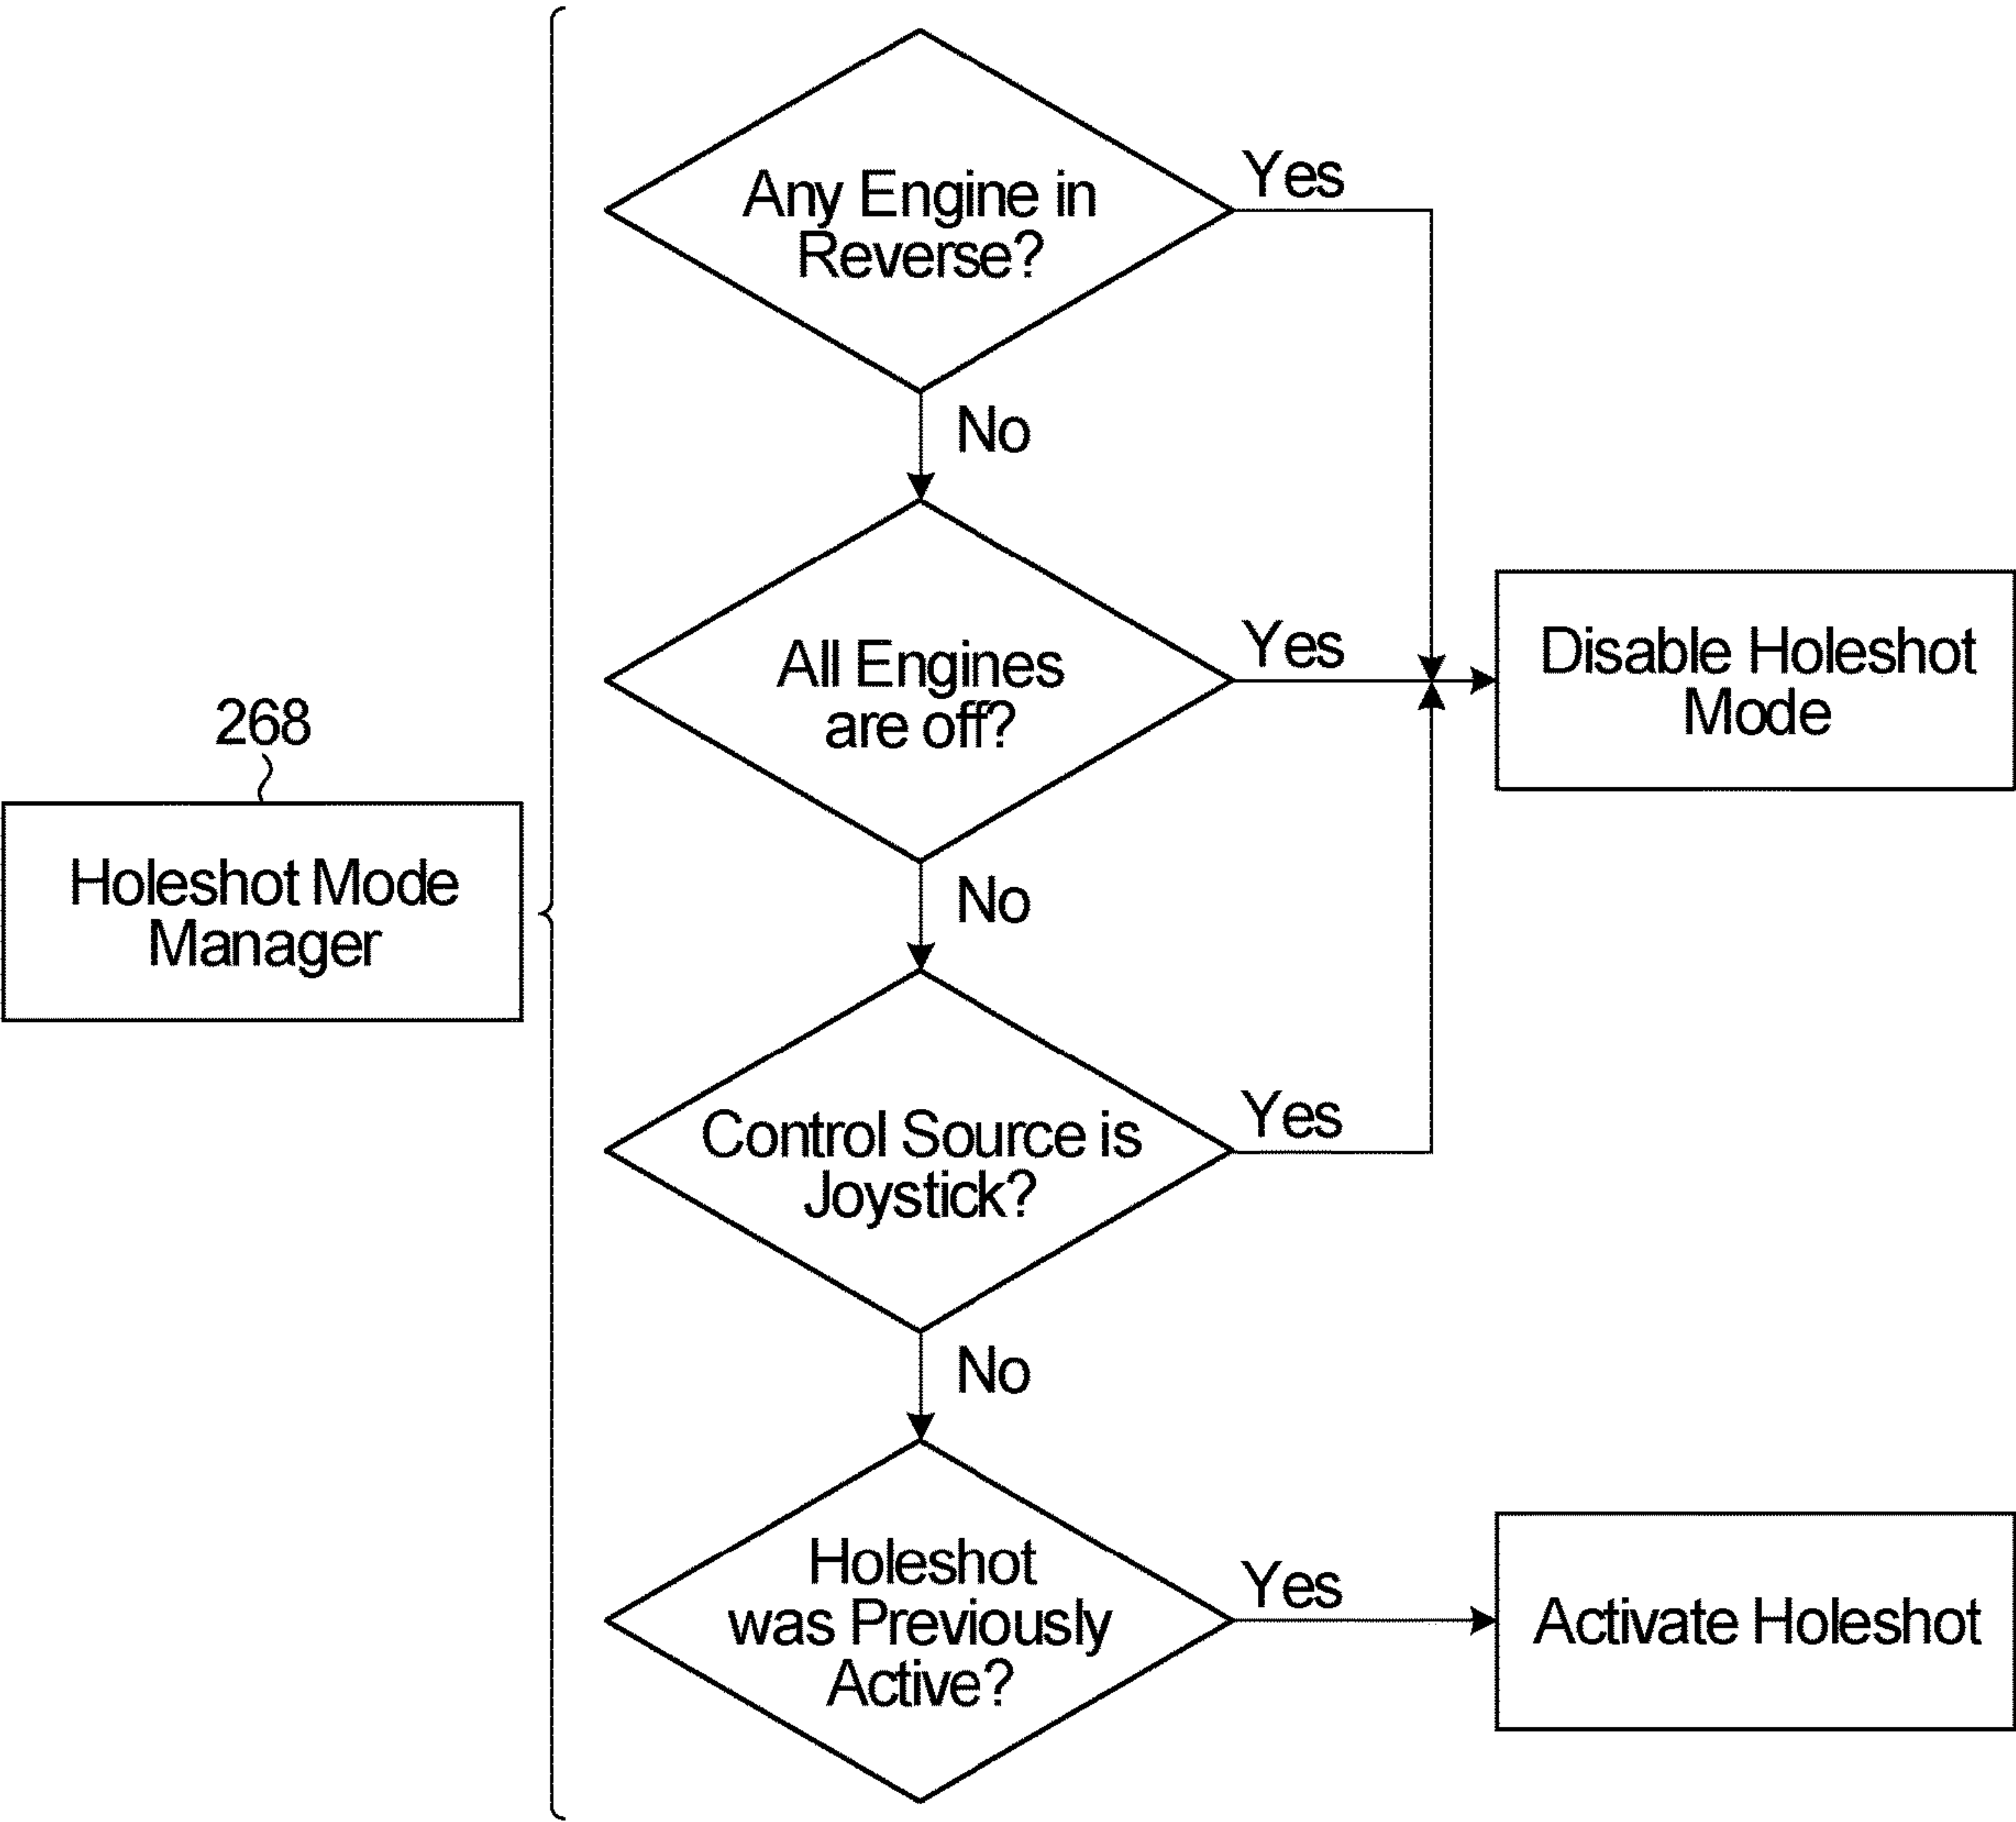 Any Engine in
Reverse?
Yes
No
All Engines
are off?
Yes
Disable Holeshot
Mode
268
Holeshot Mode
Manager
No
Control Source is
Joystick?
Yes
No
Holeshot
was Previously
Active?
Yes
Activate Holeshot